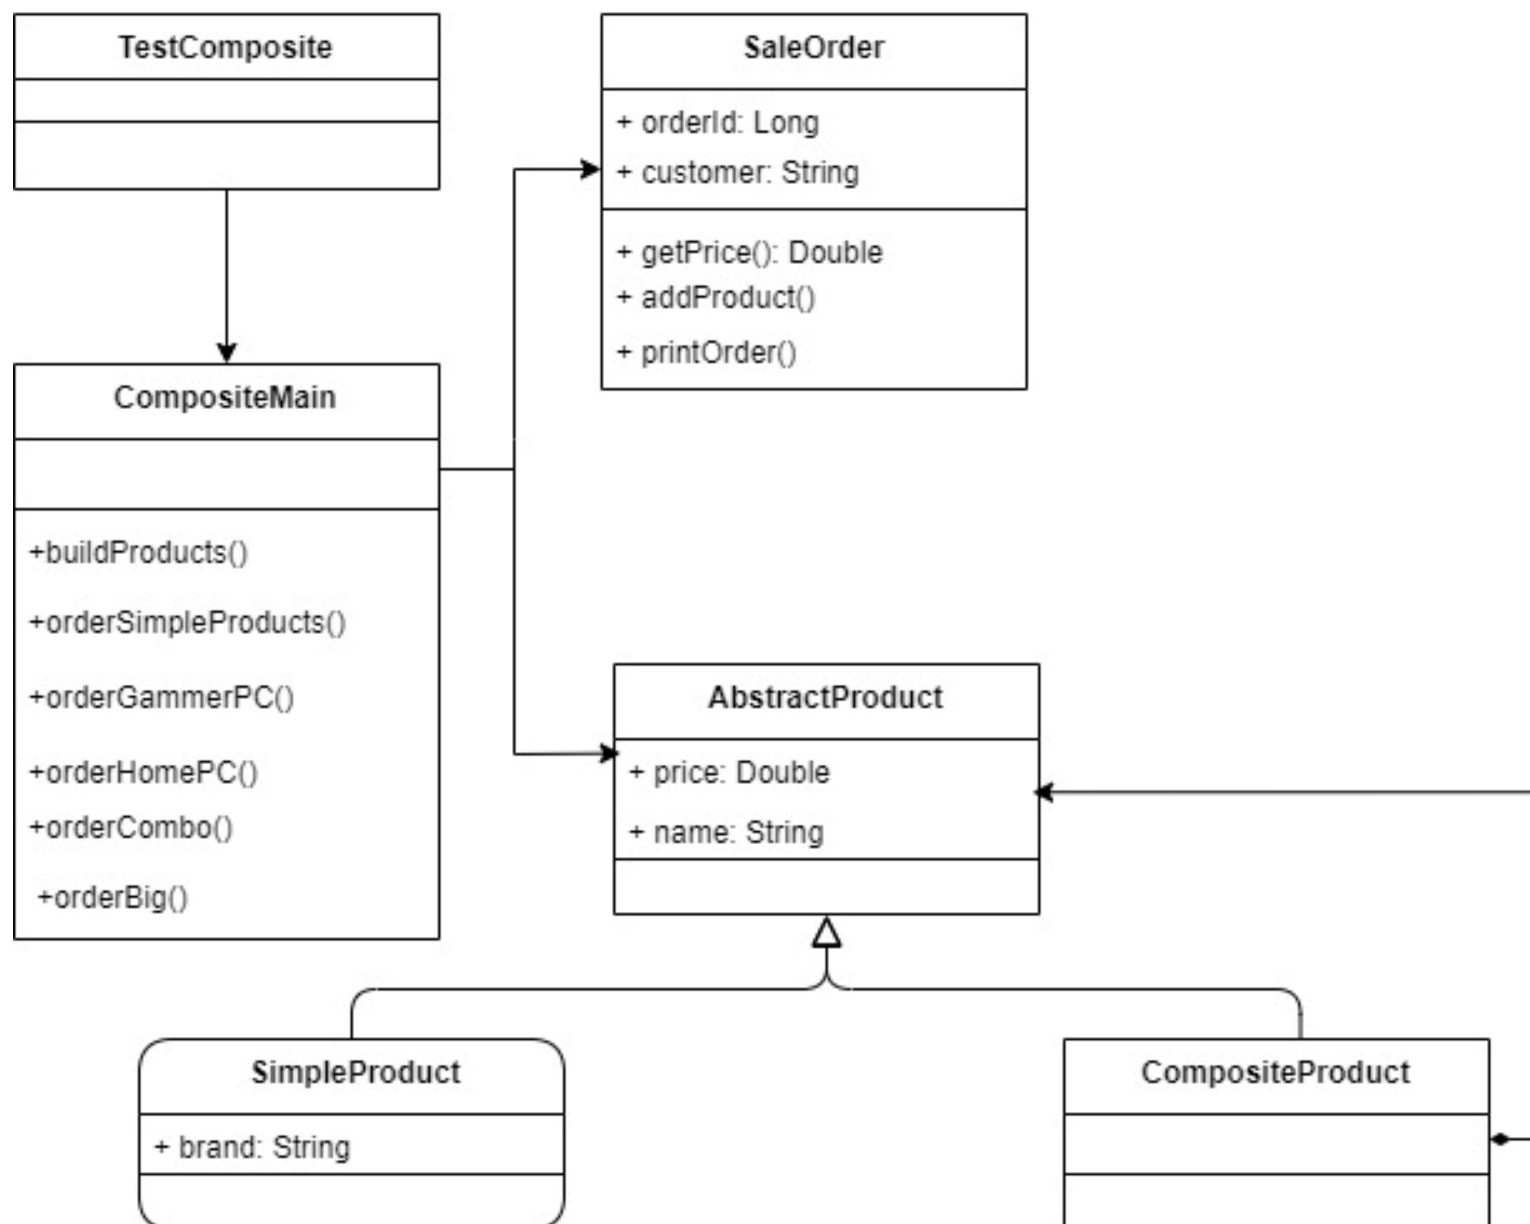 TestComposite
SaleOrder
+ orderId: Long
+ customer: String
+ getPrice(): Double
+ addProduct()
+ printOrder()
CompositeMain
+buildProducts()
+orderSimpleProducts()
+orderGammerPC()
+orderHomePC()
+orderCombo()
+orderBig()
AbstractProduct
+ price: Double
+ name: String
SimpleProduct
+ brand: String
CompositeProduct